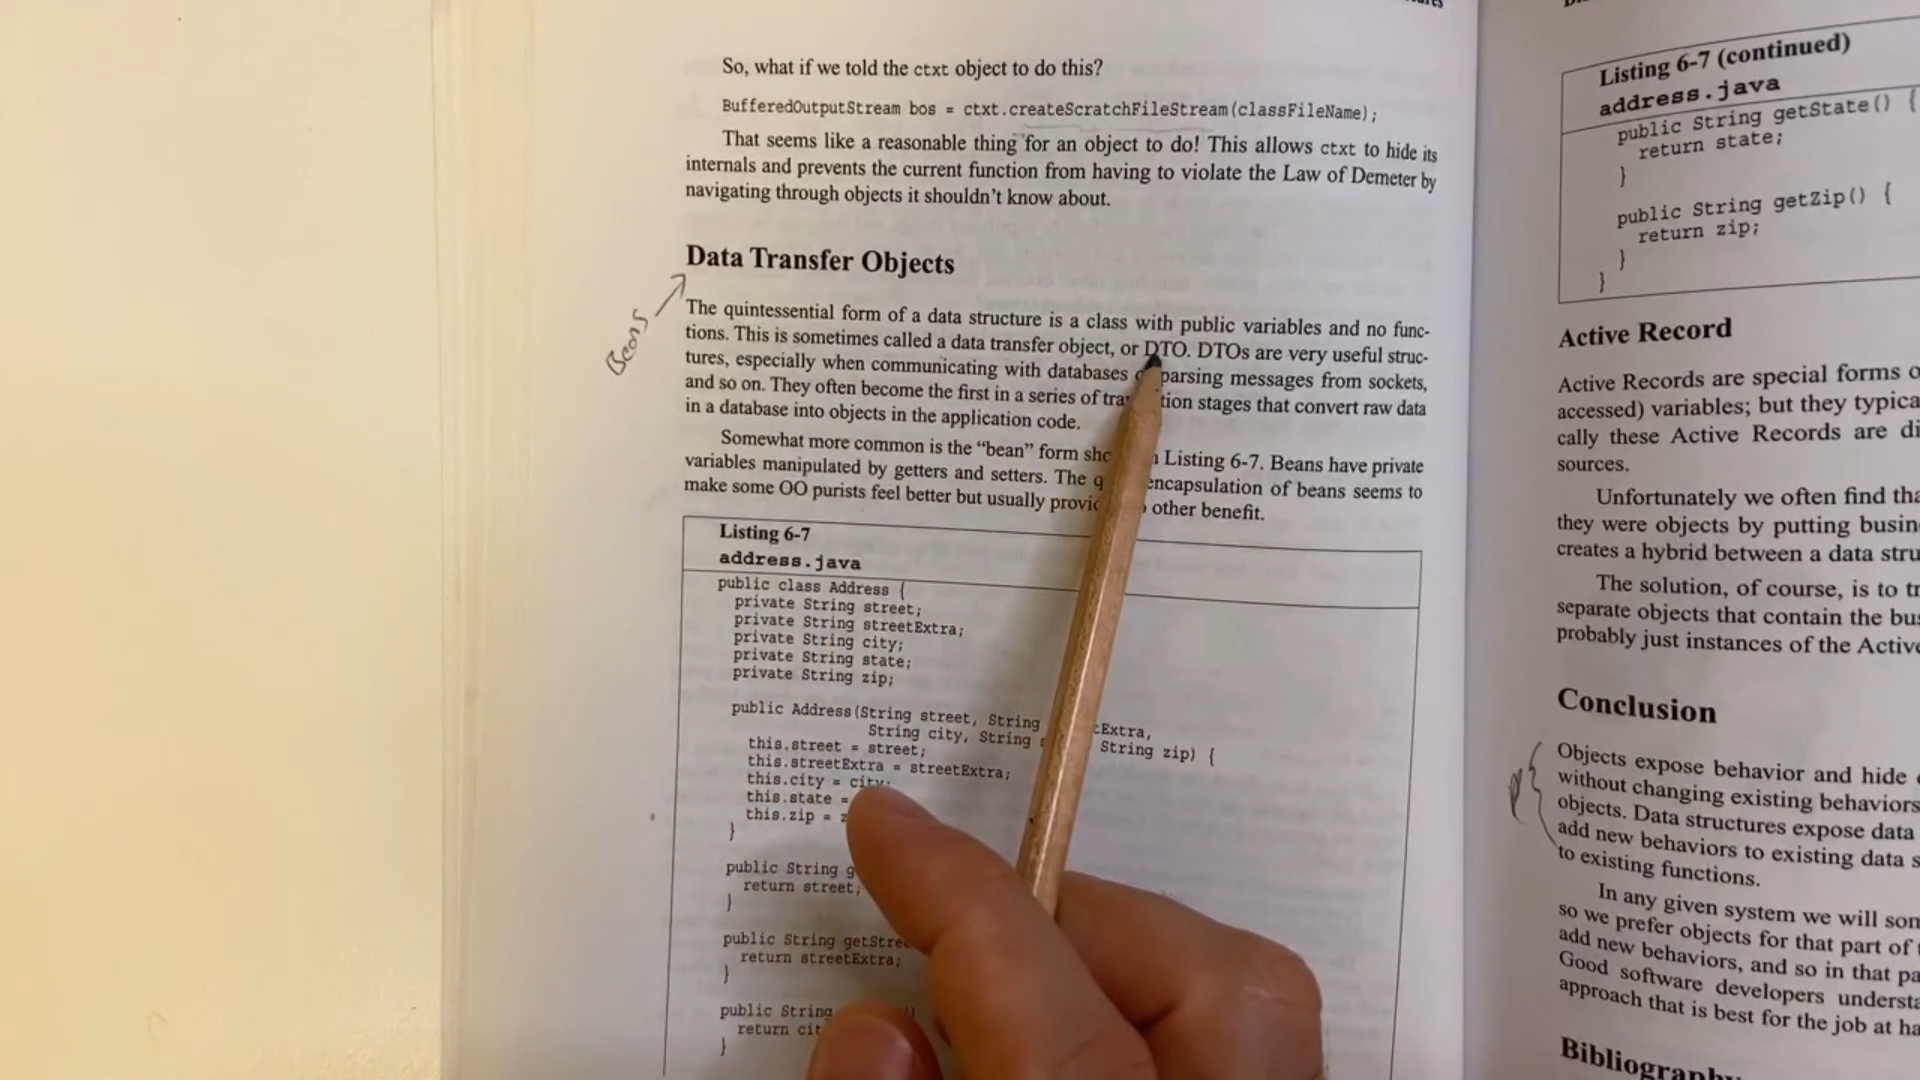 So, what if we told the ctxt object to do this?
BufferedOutputStream bos = ctxt.createScratchFileStream(classFileName);
That seems like a reasonable thing for an object to do! This allows ctxt to hide its
internals and prevents the current function from having to violate the Law of Demeter by
navigating through objects it shouldn't know about.
Data Transfer Objects
Beans
The quintessential form of a data structure is a class with public variables and no func-
tions. This is sometimes called a data transfer object, or DTO. DTOs are very useful struc-
tures, especially when communicating with databases parsing messages from sockets,
and so on. They often become the first in a series of tra tion stages that convert raw data
in a database into objects in the application code.
Somewhat more common is the “bean” form Listing 6-7. Beans have private
variables manipulated by getters and setters. The encapsulation of beans seems to
make some OO purists feel better but usually other benefit.
Listing 6-7
address.java
public class Address {
private String street;
private String streetExtra;
private String city;
private String state;
private String zip;
public Address(String street, String Extra,
String city, String String zip) {
this.street = street;
this.streetExtra = streetExtra;
this.city = city;
this.state =
this.zip =
}
public String
return street;
}
public String getStree
return streetExtra;
}
public String
return cit
}
Listing 6-7 (continued)
address.java
public String getState() {
return state;
}
public String getZip() {
return zip;
}
}
Active Record
Active Records are special forms o
accessed) variables; but they typica
cally these Active Records are di
sources.
Unfortunately we often find tha
they were objects by putting busin
creates a hybrid between a data stru
The solution, of course, is to tr
separate objects that contain the bus
probably just instances of the Active
Conclusion
Objects expose behavior and hide
without changing existing behaviors
objects. Data structures expose data
add new behaviors to existing data s
to existing functions.
In any given system we will som
so we prefer objects for that part of
add new behaviors, and so in that pa
Good software developers understa
approach that is best for the job at ha
Bibliography